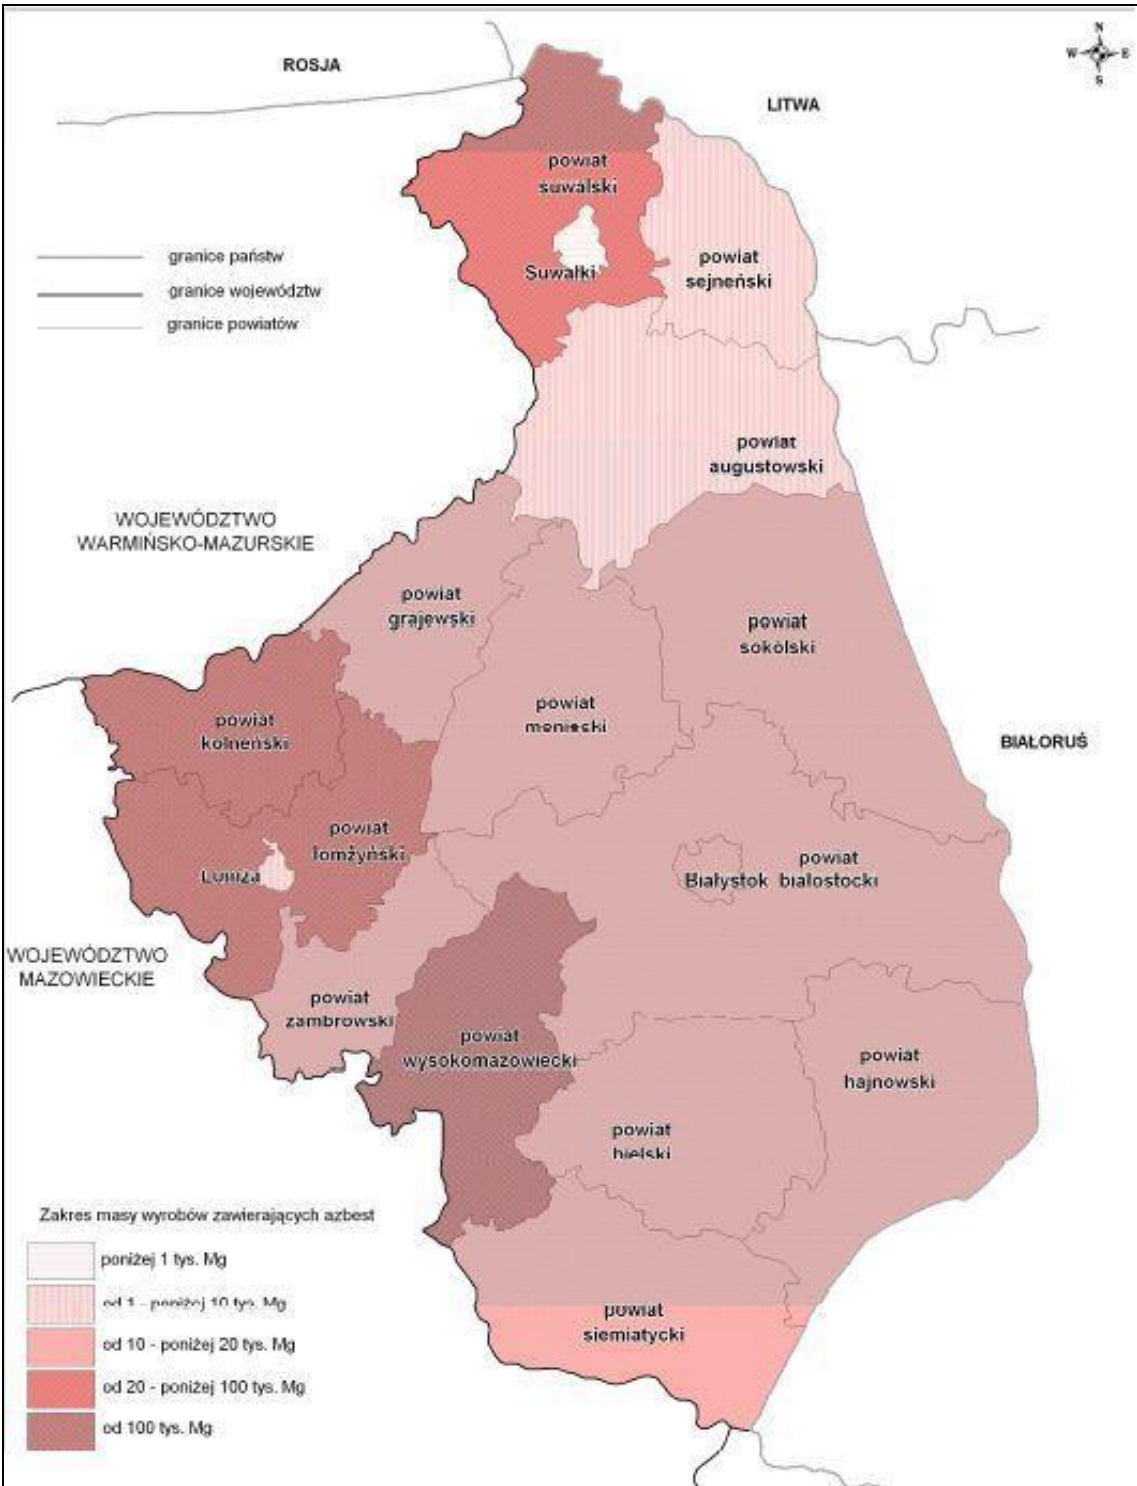 N
W E
S
ROSJA
LITWA
powiat
suwalski
Suwałki
powiat
sejneński
granice państw
granice województw
granice powiatów
powiat
augustowski
WOJEWÓDZTWO
WARMIŃSKO-MAZURSKIE
powiat
grajewski
powiat
sokólski
powiat
moniecki
powiat
kolneński
BIAŁORUŚ
powiat
łomżyński
Łomża
powiat
białostocki
Białystok
WOJEWÓDZTWO
MAZOWIECKIE
powiat
zambrowski
powiat
wysokomazowiecki
powiat
hajnowski
powiat
bielski
Zakres masy wyrobów zawierających azbest
poniżej 1 tys. Mg
od 1 - poniżej 10 tys. Mg
od 10 - poniżej 20 tys. Mg
od 20 - poniżej 100 tys. Mg
od 100 tys. Mg
powiat
siemiatycki